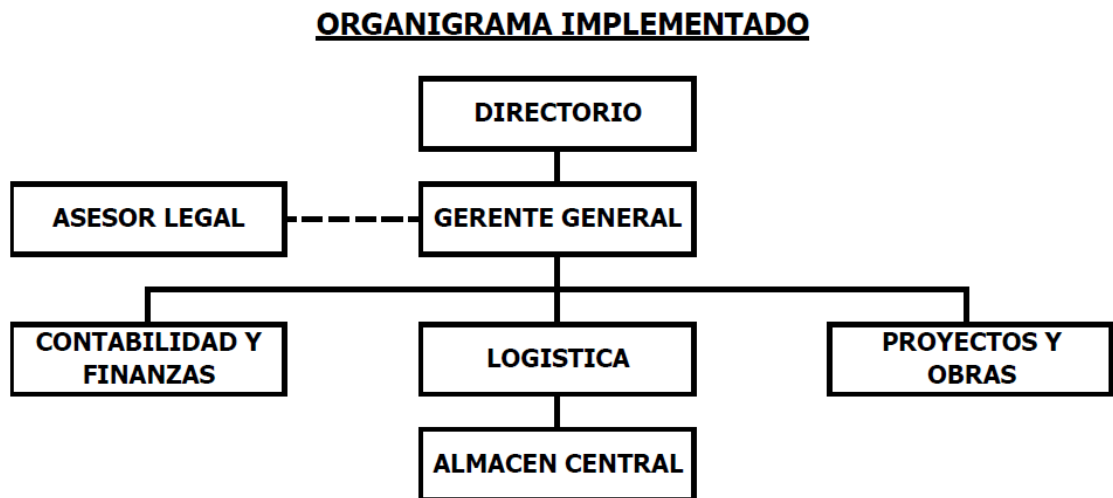 ORGANIGRAMA IMPLEMENTADO
DIRECTORIO
ASESOR LEGAL
GERENTE GENERAL
CONTABILIDAD Y
FINANZAS
LOGISTICA
PROYECTOS Y
OBRAS
ALMACEN CENTRAL